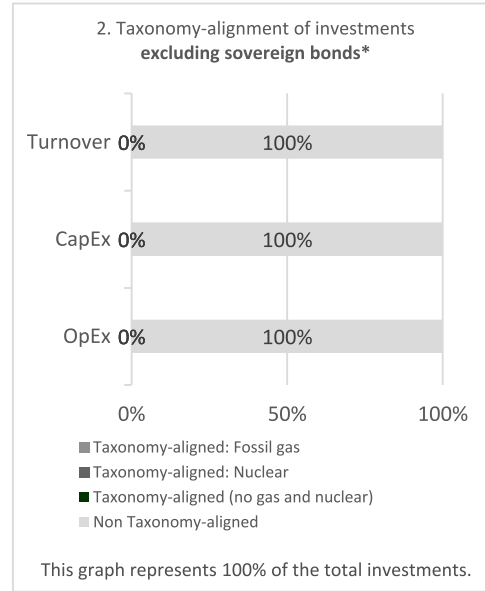 2. Taxonomy-alignment of investments
excluding sovereign bonds*
Turnover 0% 100%
CapEx 0% 100%
OpEx 0% 100%
0% 50% 100%
Taxonomy-aligned: Fossil gas
Taxonomy-aligned: Nuclear
Taxonomy-aligned (no gas and nuclear)
Non Taxonomy-aligned
This graph represents 100% of the total investments.